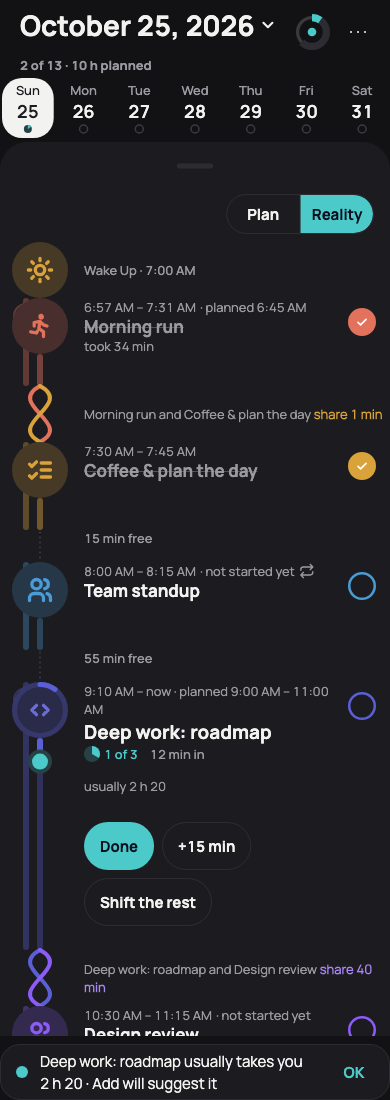 October 25, 2026
2 of 13 · 10 h planned
Sun Mon Tue Wed Thu Fri Sat
25 26 27 28 29 30 31
Plan Reality
Wake Up · 7:00 AM
6:57 AM – 7:31 AM · planned 6:45 AM
Morning run
took 34 min
Morning run and Coffee & plan the day share 1 min
7:30 AM – 7:45 AM
Coffee & plan the day
15 min free
8:00 AM – 8:15 AM · not started yet
Team standup
55 min free
9:10 AM – now · planned 9:00 AM – 11:00
AM
Deep work: roadmap
1 of 3 12 min in
usually 2 h 20
Done +15 min
Shift the rest
Deep work: roadmap and Design review share 40
min
10:30 AM – 11:15 AM · not started yet
Design review
Deep work: roadmap usually takes you
2 h 20 · Add will suggest it
OK